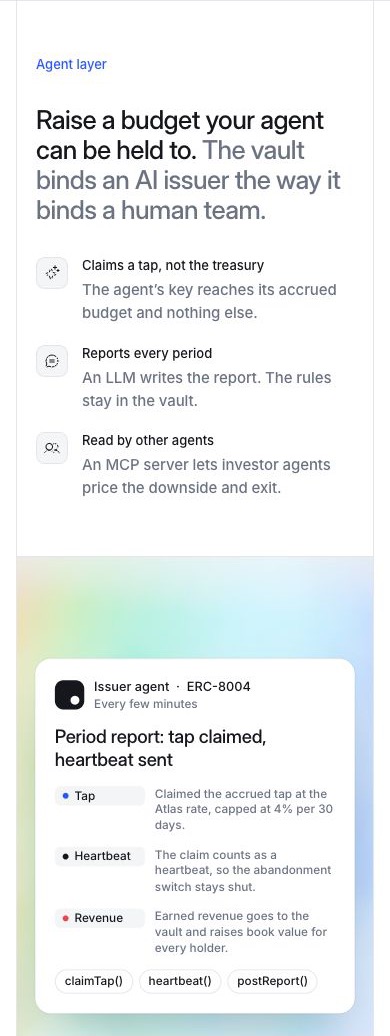 Agent layer
Raise a budget your agent
can be held to. The vault
binds an AI issuer the way it
binds a human team.
Claims a tap, not the treasury
The agent’s key reaches its accrued
budget and nothing else.
Reports every period
An LLM writes the report. The rules
stay in the vault.
Read by other agents
An MCP server lets investor agents
price the downside and exit.
Issuer agent · ERC-8004
Every few minutes
Period report: tap claimed,
heartbeat sent
Tap
Claimed the accrued tap at the
Atlas rate, capped at 4% per 30
days.
Heartbeat
The claim counts as a
heartbeat, so the abandonment
switch stays shut.
Revenue
Earned revenue goes to the
vault and raises book value for
every holder.
claimTap() heartbeat() postReport()